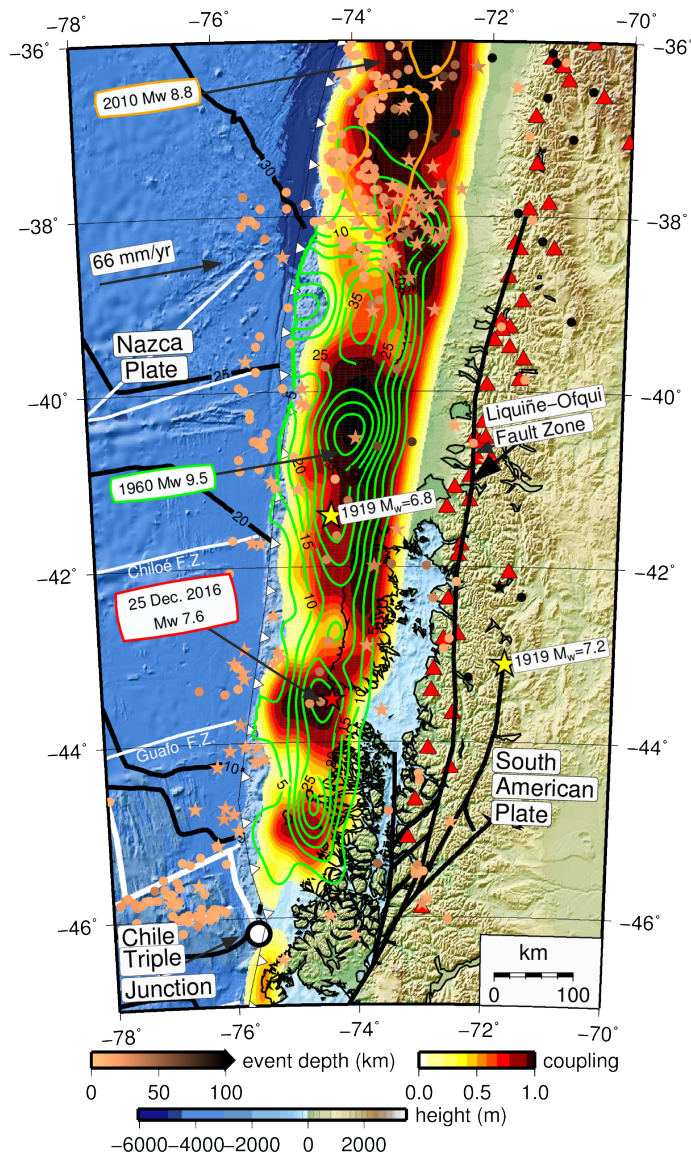 −78˚
−76˚
−74˚
−72˚
−70˚
−36˚
−36˚
2010 Mw 8.8
30
−38˚
10
−38˚
66 mm/yr
35
Nazca
Plate
25
25
30
25
−40˚
5
−40˚
Liquiñe−Ofqui
Fault Zone
20
1960 Mw 9.5
20
1919 Mw=6.8
15
Chiloé F.Z.
−42˚
−42˚
25 Dec. 2016
Mw 7.6
10
5
1919 Mw=7.2
10
15
−44˚
Guafo F.Z.
10
−44˚
20
5
25
South
American
Plate
−46˚
−46˚
Chile
Triple
Junction
km
0
100
−78˚
−76˚
−74˚
−72˚
−70˚
event depth (km)
0
50
100
coupling
0.0
0.5
1.0
height (m)
−6000
−4000
−2000
0
2000